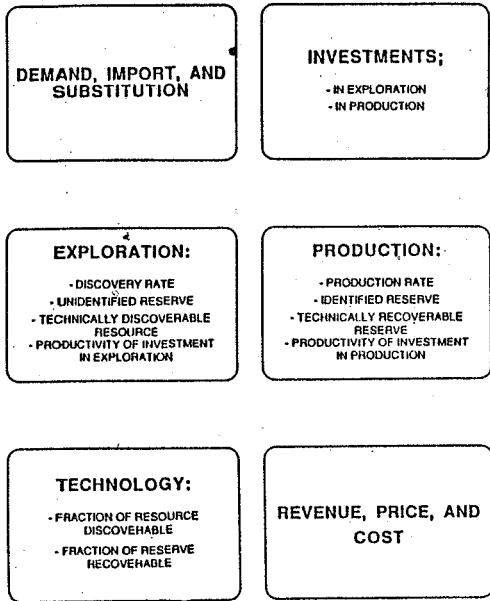 DEMAND, IMPORT, AND
SUBSTITUTION
INVESTMENTS;
- IN EXPLORATION
- IN PRODUCTION
EXPLORATION:
- DISCOVERY RATE
- UNIDENTIFIED RESERVE
- TECHNICALLY DISCOVERABLE
RESOURCE
- PRODUCTIVITY OF INVESTMENT
IN EXPLORATION
PRODUCTION:
- PRODUCTION RATE
- IDENTIFIED RESERVE
- TECHNICALLY RECOVERABLE
RESERVE
- PRODUCTIVITY OF INVESTMENT
IN PRODUCTION
TECHNOLOGY:
- FRACTION OF RESOURCE
DISCOVEHABLE
- FRACTION OF RESERVE
RECOVEHABLE
REVENUE, PRICE, AND
COST